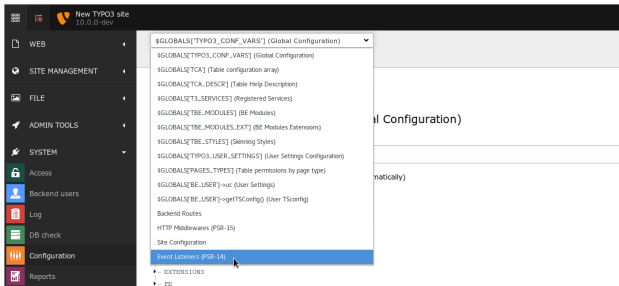 New TYPO3 site
10.0.0-dev
WEB
SITE MANAGEMENT
FILE
ADMIN TOOLS
SYSTEM
Access
Backend users
Log
DB check
Configuration
Reports
$GLOBALS['TYPO3_CONF_VARS'] (Global Configuration)
$GLOBALS['TYPO3_CONF_VARS'] (Global Configuration)
$GLOBALS['TCA'] (Table configuration array)
$GLOBALS['TCA_DESCR'] (Table Help Description)
$GLOBALS['T3_SERVICES'] (Registered Services)
$GLOBALS['TBE_MODULES'] (BE Modules)
$GLOBALS['TBE_MODULES_EXT'] (BE Modules Extensions)
$GLOBALS['TBE_STYLES'] (Skinning Styles)
$GLOBALS['TYPO3_USER_SETTINGS'] (User Settings Configuration)
$GLOBALS['PAGES_TYPES'] (Table permissions by page type)
$GLOBALS['BE_USER']->uc (User Settings)
$GLOBALS['BE_USER']->getTSConfig() (User TSconfig)
Backend Routes
HTTP Middlewares (PSR-15)
Site Configuration
Event Listeners (PSR-14)
al Configuration)
matically)
EXTENSIONS
FE